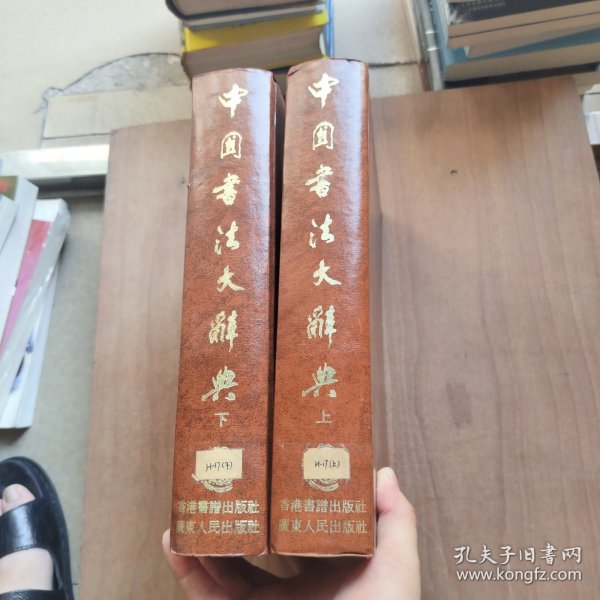 中國書法大辭典
下
H-17(下)
香港書譜出版社
廣東人民出版社
中國書法大辭典
上
H-17(上)
香港書譜出版社
廣東人民出版社
孔夫子旧书网
www.kongfz.com